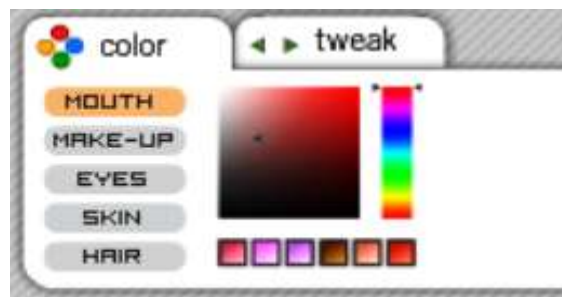 color
tweak
MOUTH
MAKE-UP
EYES
SKIN
HAIR